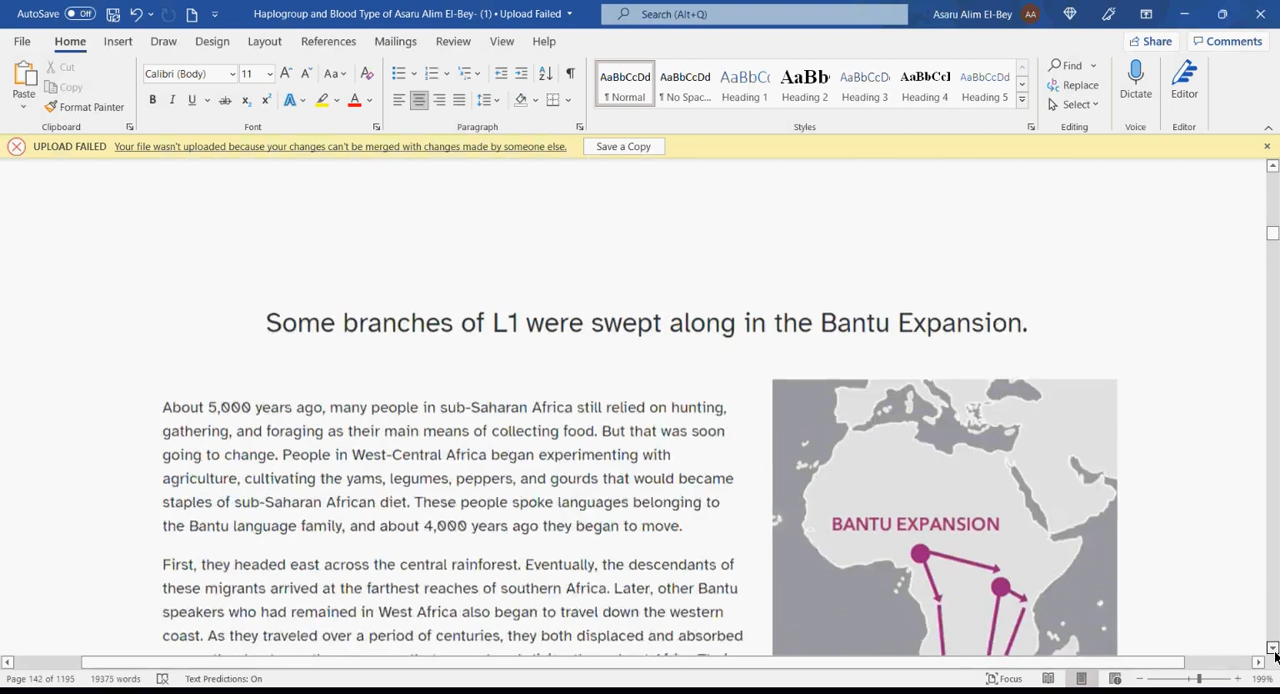 AutoSave Off Haplogroup and Blood Type of Asaru Alim El-Bey- (1) • Upload Failed Search (Alt+Q) Asaru Alim El-Bey AA
File Home Insert Draw Design Layout References Mailings Review View Help Share Comments
Paste Cut Copy Format Painter
Calibri (Body) 11
AaBbCcDd AaBbCcDd AaBbCc AaBb AaBbCcD AaBbCcI AaBbCcD
¶ Normal ¶ No Spac... Heading 1 Heading 2 Heading 3 Heading 4 Heading 5
Find Replace Select Dictate Editor
Clipboard Font Paragraph Styles Editing Voice Editor
UPLOAD FAILED Your file wasn't uploaded because your changes can't be merged with changes made by someone else. Save a Copy
Some branches of L1 were swept along in the Bantu Expansion.
About 5,000 years ago, many people in sub-Saharan Africa still relied on hunting,
gathering, and foraging as their main means of collecting food. But that was soon
going to change. People in West-Central Africa began experimenting with
agriculture, cultivating the yams, legumes, peppers, and gourds that would become
staples of sub-Saharan African diet. These people spoke languages belonging to
the Bantu language family, and about 4,000 years ago they began to move.
First, they headed east across the central rainforest. Eventually, the descendants of
these migrants arrived at the farthest reaches of southern Africa. Later, other Bantu
speakers who had remained in West Africa also began to travel down the western
coast. As they traveled over a period of centuries, they both displaced and absorbed
BANTU EXPANSION
Page 142 of 1195 19375 words Text Predictions: On Focus 199%